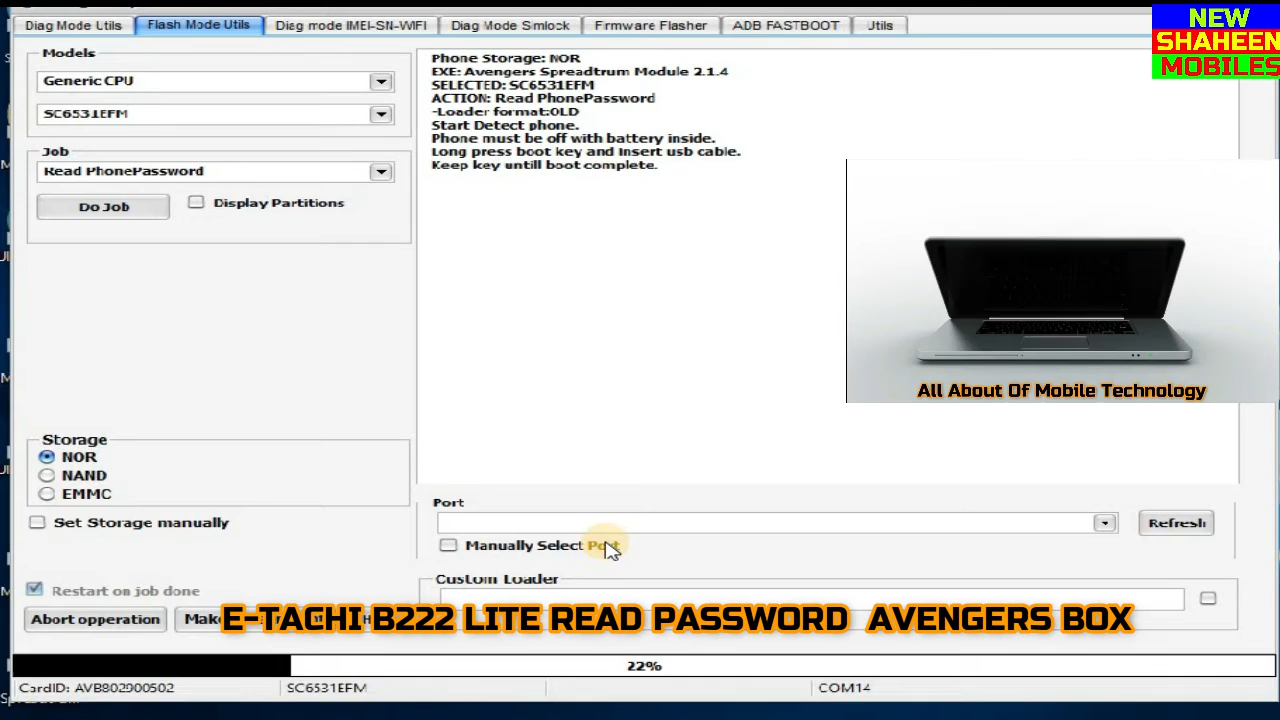 Diag Mode Utils
Flash Mode Utils
Diag mode IMEI-SN-WIFI
Diag Mode Simlock
Firmware Flasher
ADB FASTBOOT
Utils
NEW
SHAHEEN
MOBILES
Models
Generic CPU
SC6531EFM
Job
Read PhonePassword
Do Job
Display Partitions
Phone Storage: NOR
EXE: Avengers Spreadtrum Module 2.1.4
SELECTED: SC6531EFM
ACTION: Read PhonePassword
-Loader format:OLD
Start Detect phone.
Phone must be off with battery inside.
Long press boot key and Insert usb cable.
Keep key untill boot complete.
All About Of Mobile Technology
Storage
NOR
NAND
EMMC
Set Storage manually
Port
Refresh
Manually Select Port
Restart on job done
Custom Loader
Abort opperation
E-TACHI B222 LITE READ PASSWORD AVENGERS BOX
22%
CardID: AVB802900502
SC6531EFM
COM14